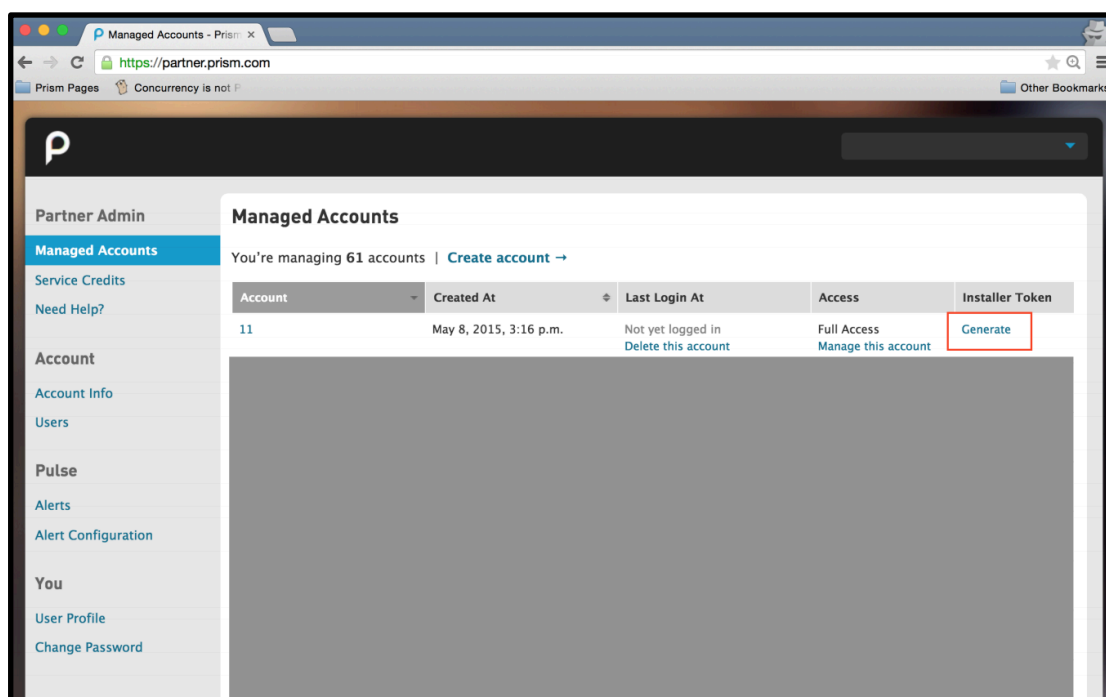 Managed Accounts - Prism ×
https://partner.prism.com
Prism Pages Concurrency is not P Other Bookmarks
Partner Admin
Managed Accounts
Service Credits
Need Help?
Account
Account Info
Users
Pulse
Alerts
Alert Configuration
You
User Profile
Change Password
Managed Accounts
You're managing 61 accounts | Create account →
Account Created At Last Login At Access Installer Token
11 May 8, 2015, 3:16 p.m. Not yet logged in Full Access Generate
Delete this account Manage this account